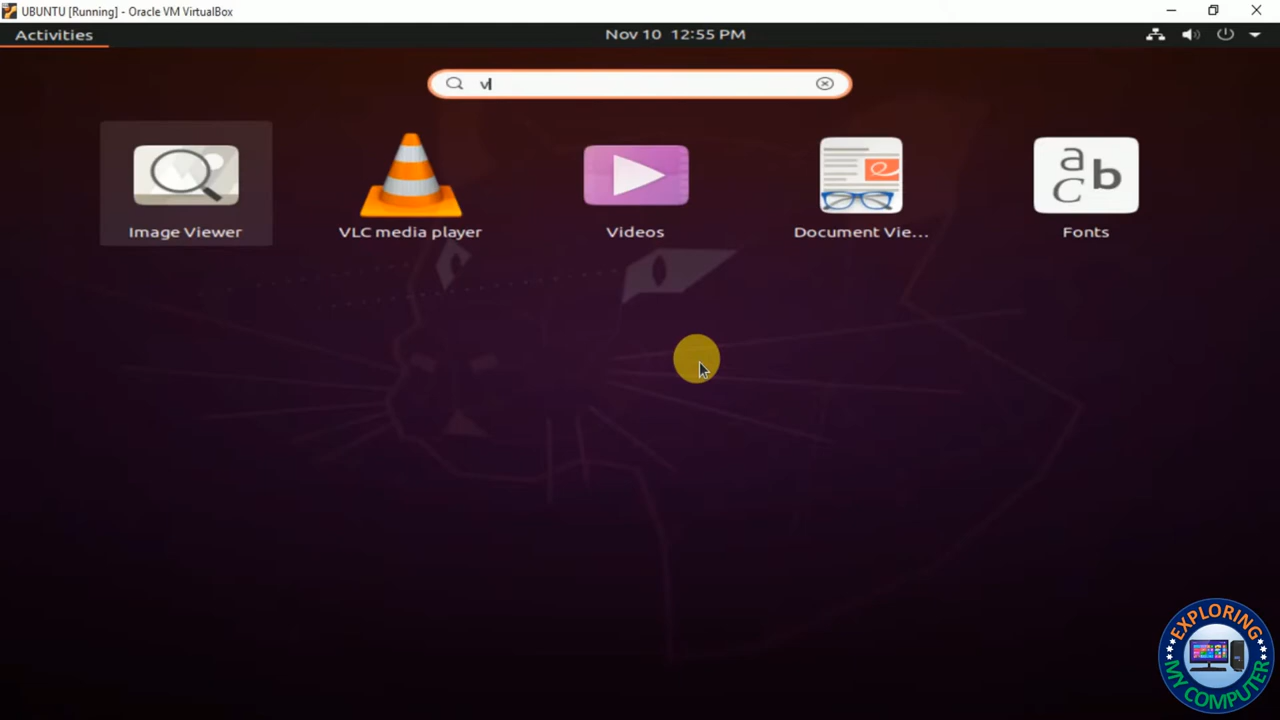 UBUNTU [Running] - Oracle VM VirtualBox
Activities
Nov 10 12:55 PM
v
Image Viewer
VLC media player
Videos
Document Vie...
Fonts
a
b
C
EXPLORING
MY COMPUTER